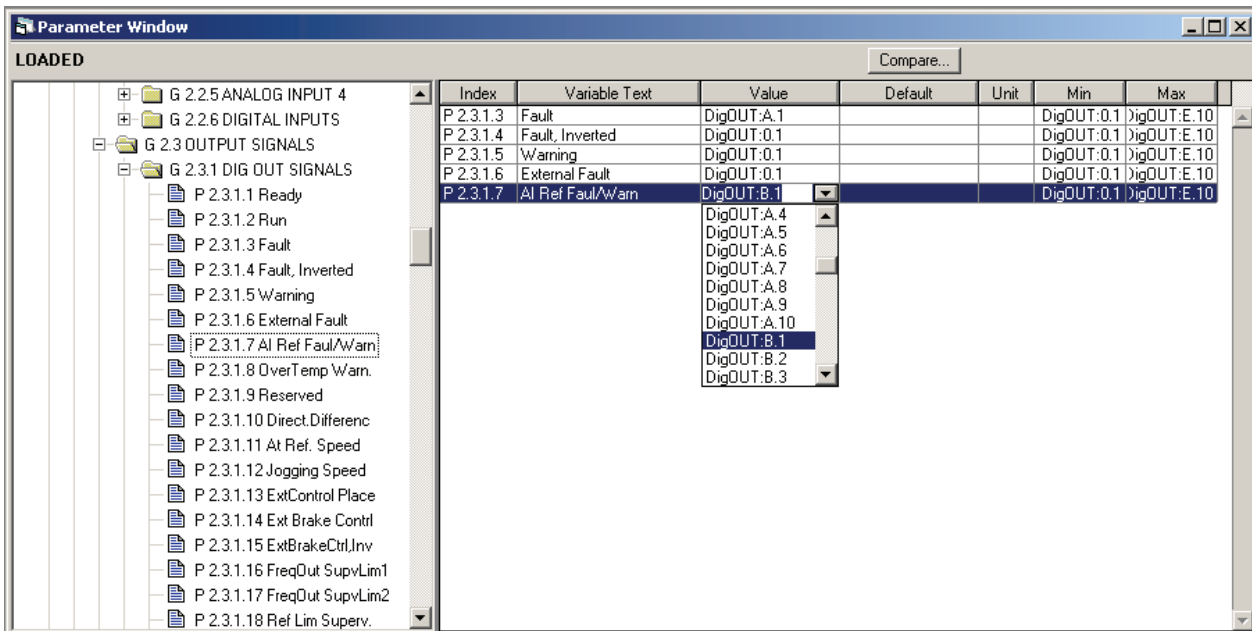 Parameter Window
LOADED
Compare...
G 2.2.5 ANALOG INPUT 4
G 2.2.6 DIGITAL INPUTS
G 2.3 OUTPUT SIGNALS
G 2.3.1 DIG OUT SIGNALS
P 2.3.1.1 Ready
P 2.3.1.2 Run
P 2.3.1.3 Fault
P 2.3.1.4 Fault, Inverted
P 2.3.1.5 Warning
P 2.3.1.6 External Fault
P 2.3.1.7 AI Ref Faul/Warn
P 2.3.1.8 OverTemp Warn.
P 2.3.1.9 Reserved
P 2.3.1.10 Direct.Differenc
P 2.3.1.11 At Ref. Speed
P 2.3.1.12 Jogging Speed
P 2.3.1.13 ExtControl Place
P 2.3.1.14 Ext Brake Contrl
P 2.3.1.15 ExtBrakeCtrl,Inv
P 2.3.1.16 FreqOut SupvLim1
P 2.3.1.17 FreqOut SupvLim2
P 2.3.1.18 Ref Lim Superv.
Index Variable Text Value Default Unit Min Max
P 2.3.1.3 Fault DigOUT:A.1 DigOUT:0.1 DigOUT:E.10
P 2.3.1.4 Fault, Inverted DigOUT:0.1 DigOUT:0.1 DigOUT:E.10
P 2.3.1.5 Warning DigOUT:0.1 DigOUT:0.1 DigOUT:E.10
P 2.3.1.6 External Fault DigOUT:0.1 DigOUT:0.1 DigOUT:E.10
P 2.3.1.7 AI Ref Faul/Warn DigOUT:B.1 DigOUT:0.1 DigOUT:E.10
DigOUT:A.4
DigOUT:A.5
DigOUT:A.6
DigOUT:A.7
DigOUT:A.8
DigOUT:A.9
DigOUT:A.10
DigOUT:B.1
DigOUT:B.2
DigOUT:B.3